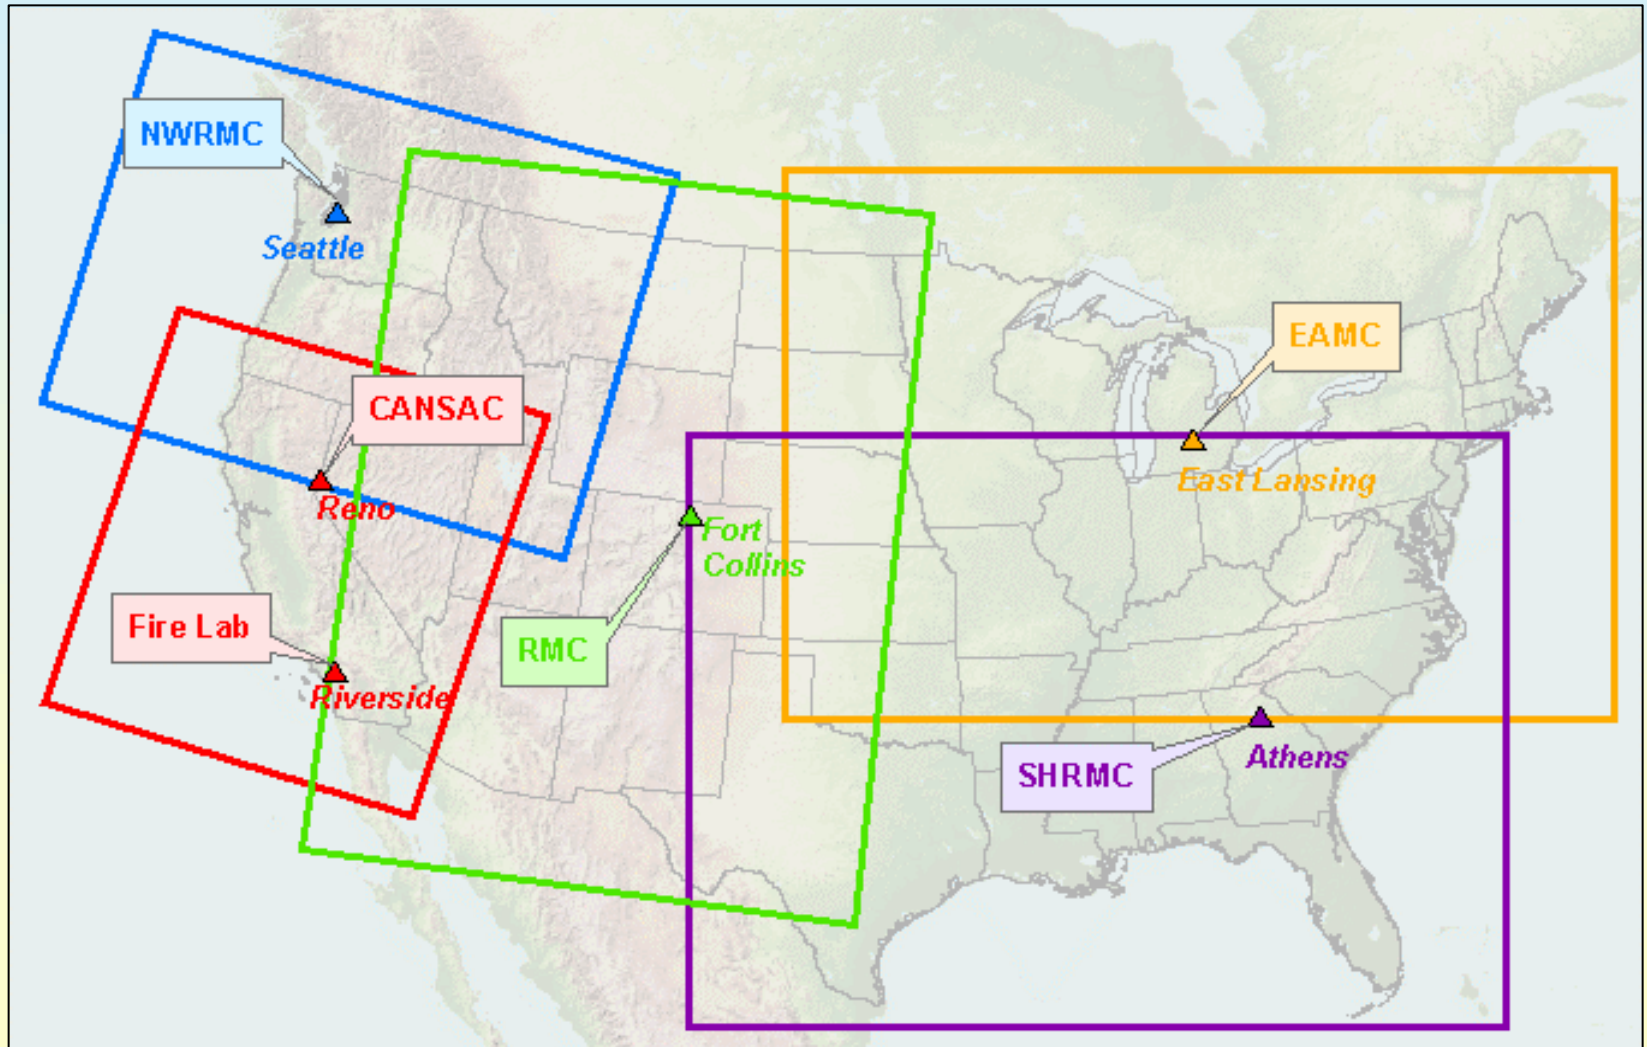 NWRMC
Seattle
EAMC
CANSAC
East Lansing
Reno
Fort
Collins
Fire Lab
RMC
Riverside
Athens
SHRMC